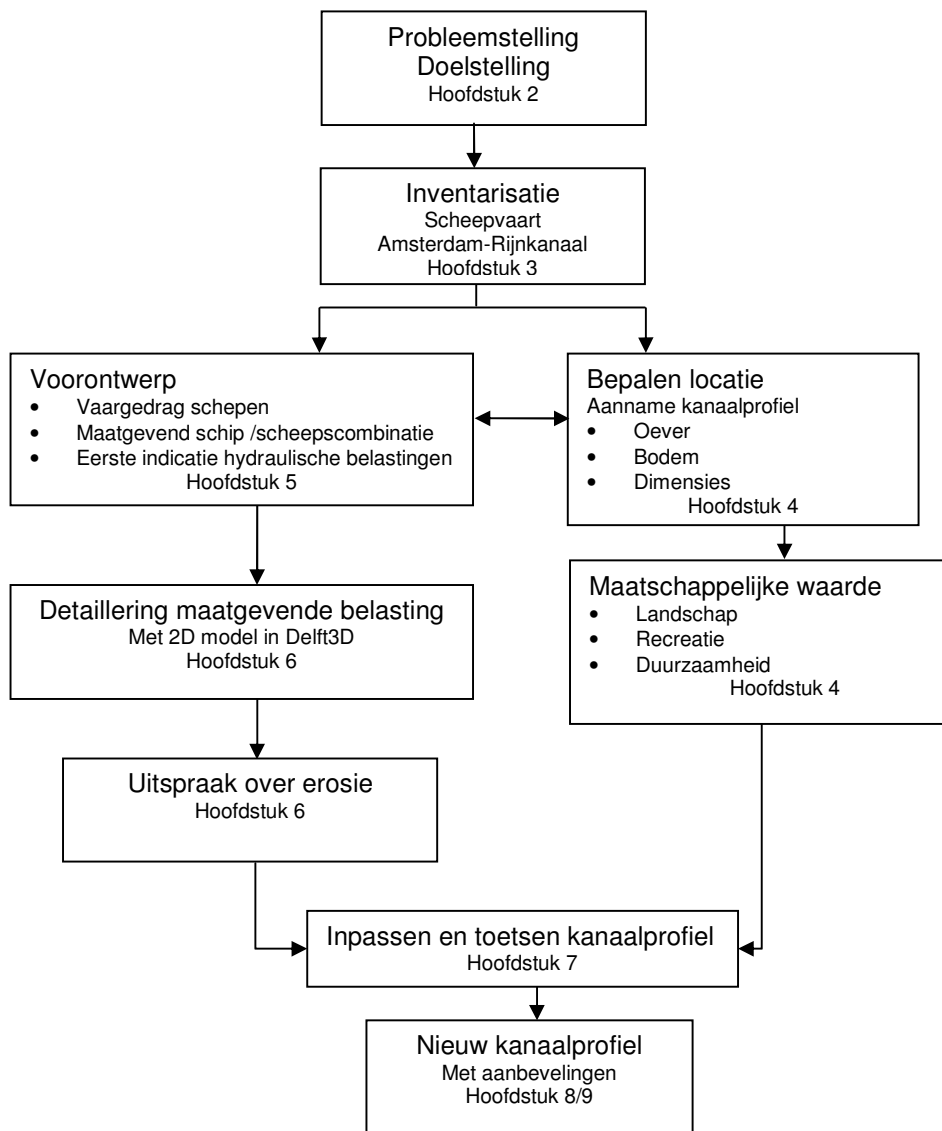 Probleemstelling
Doelstelling
Hoofdstuk 2
Inventarisatie
Scheepvaart
Amsterdam-Rijnkanaal
Hoofdstuk 3
Voorontwerp
• Vaargedrag schepen
• Maatgevend schip /scheepscombinatie
• Eerste indicatie hydraulische belastingen
Hoofdstuk 5
Bepalen locatie
Aanname kanaalprofiel
• Oever
• Bodem
• Dimensies
Hoofdstuk 4
Detaillering maatgevende belasting
Met 2D model in Delft3D
Hoofdstuk 6
Maatschappelijke waarde
• Landschap
• Recreatie
• Duurzaamheid
Hoofdstuk 4
Uitspraak over erosie
Hoofdstuk 6
Inpassen en toetsen kanaalprofiel
Hoofdstuk 7
Nieuw kanaalprofiel
Met aanbevelingen
Hoofdstuk 8/9